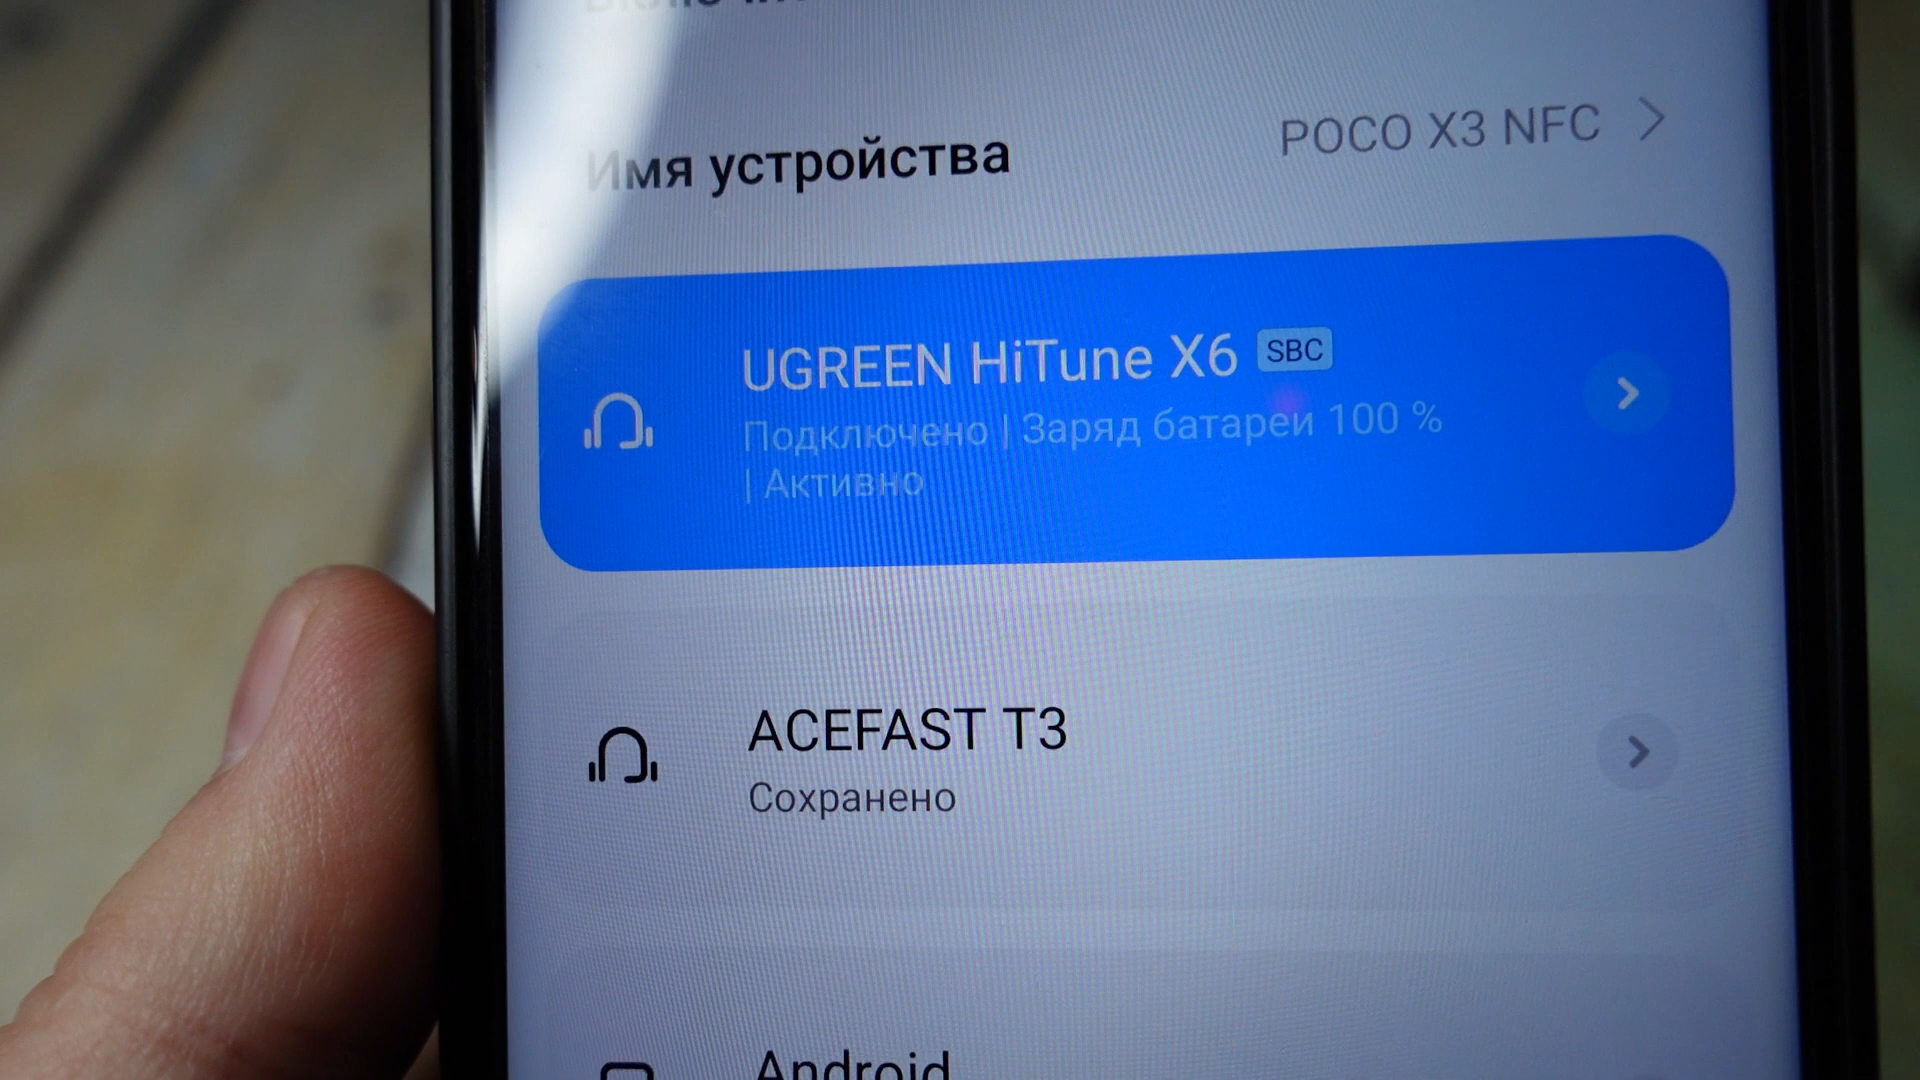 Имя устройства
POCO X3 NFC
UGREEN HiTune X6 SBC
Подключено | Заряд батареи 100 %
| Активно
ACEFAST T3
Сохранено
Android